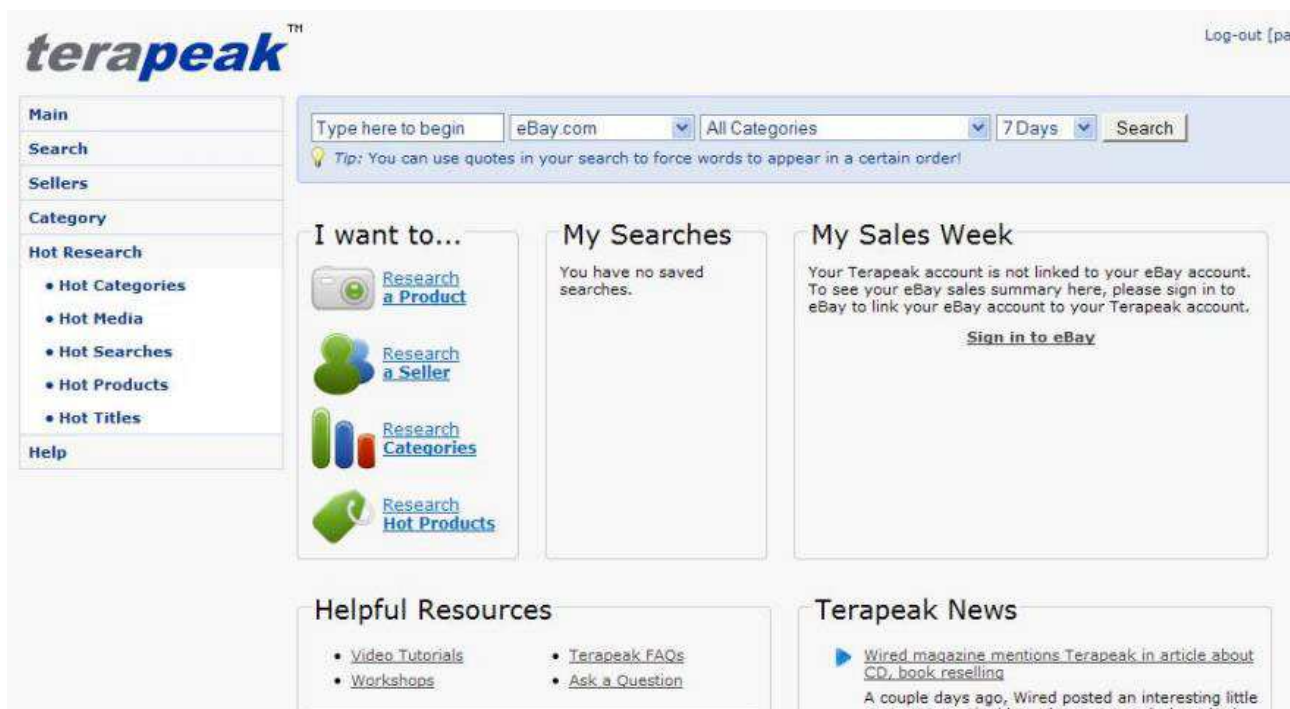 terapeak™
Log-out [pa
Main
Search
Sellers
Category
Hot Research
• Hot Categories
• Hot Media
• Hot Searches
• Hot Products
• Hot Titles
Help
Type here to begin eBay.com All Categories 7 Days Search
Tip: You can use quotes in your search to force words to appear in a certain order!
I want to...
Research
a Product
Research
a Seller
Research
Categories
Research
Hot Products
My Searches
You have no saved
searches.
My Sales Week
Your Terapeak account is not linked to your eBay account.
To see your eBay sales summary here, please sign in to
eBay to link your eBay account to your Terapeak account.
Sign in to eBay
Helpful Resources
• Video Tutorials
• Workshops
• Terapeak FAQs
• Ask a Question
Terapeak News
Wired magazine mentions Terapeak in article about
CD, book reselling
A couple days ago, Wired posted an interesting little